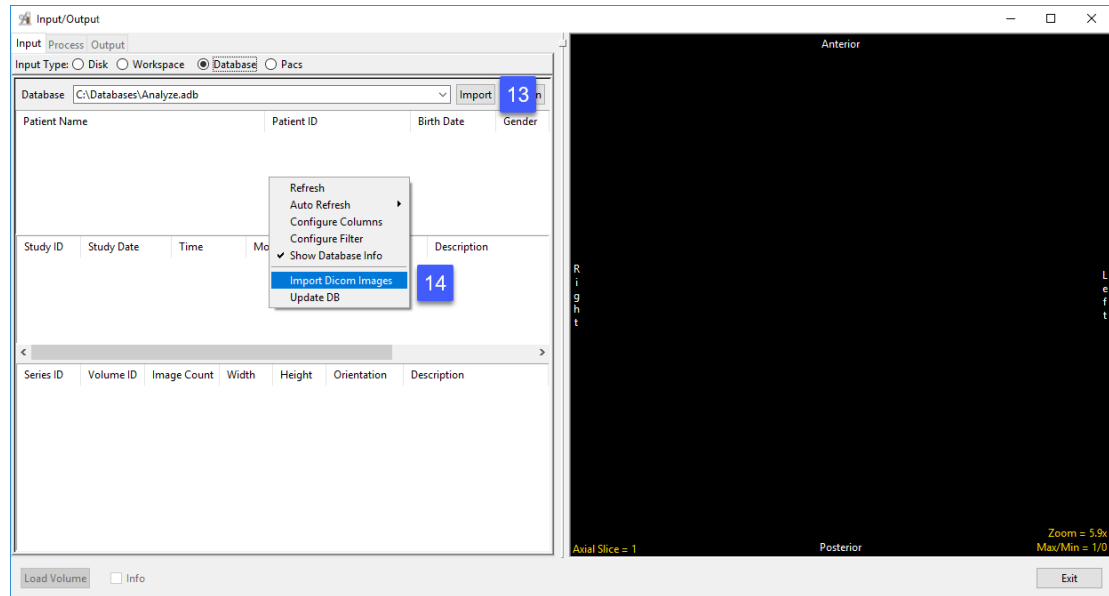 Input/Output
Input Process Output
Input Type: Disk Workspace Database Pacs
Database C:\Databases\Analyze.adb Import 13 n
Patient Name Patient ID Birth Date Gender
Refresh
Auto Refresh
Configure Columns
Configure Filter
Show Database Info
Import Dicom Images 14
Update DB
Study ID Study Date Time Mo Description
Series ID Volume ID Image Count Width Height Orientation Description
Load Volume Info
Anterior
Right
Left
Axial Slice = 1
Posterior
Zoom = 5.9x
Max/Min = 1/0
Exit